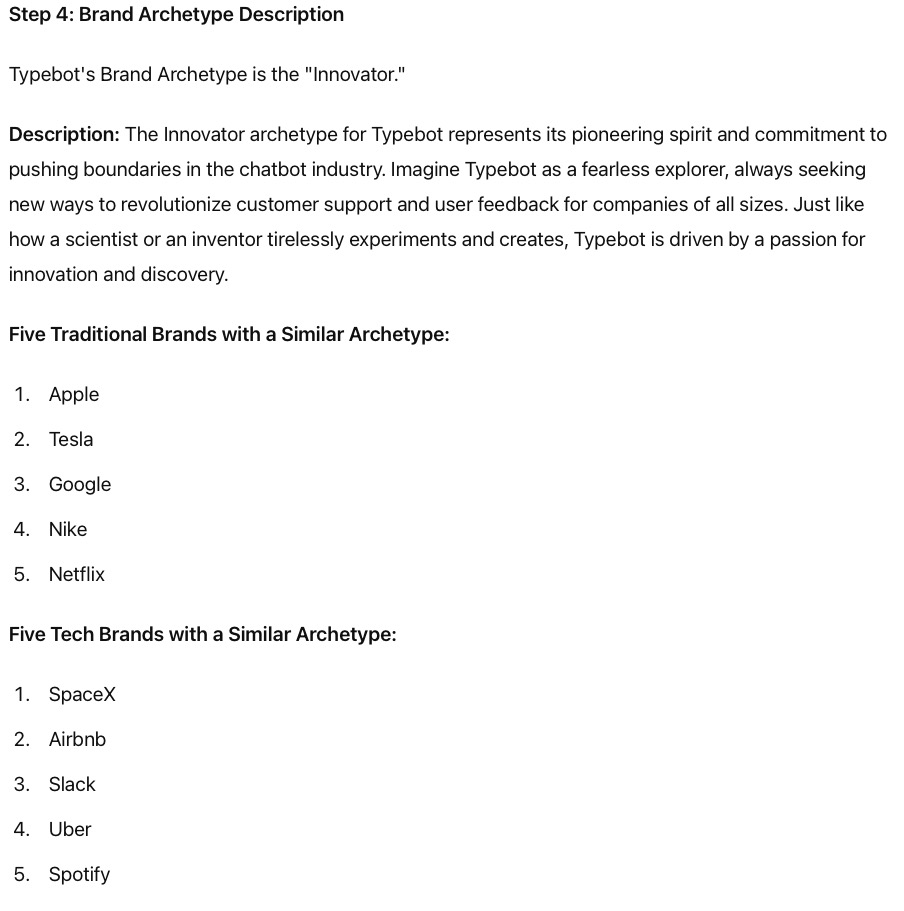 Step 4: Brand Archetype Description
Typebot's Brand Archetype is the "Innovator."
Description: The Innovator archetype for Typebot represents its pioneering spirit and commitment to
pushing boundaries in the chatbot industry. Imagine Typebot as a fearless explorer, always seeking
new ways to revolutionize customer support and user feedback for companies of all sizes. Just like
how a scientist or an inventor tirelessly experiments and creates, Typebot is driven by a passion for
innovation and discovery.
Five Traditional Brands with a Similar Archetype:
1. Apple
2. Tesla
3. Google
4. Nike
5. Netflix
Five Tech Brands with a Similar Archetype:
1. SpaceX
2. Airbnb
3. Slack
4. Uber
5. Spotify